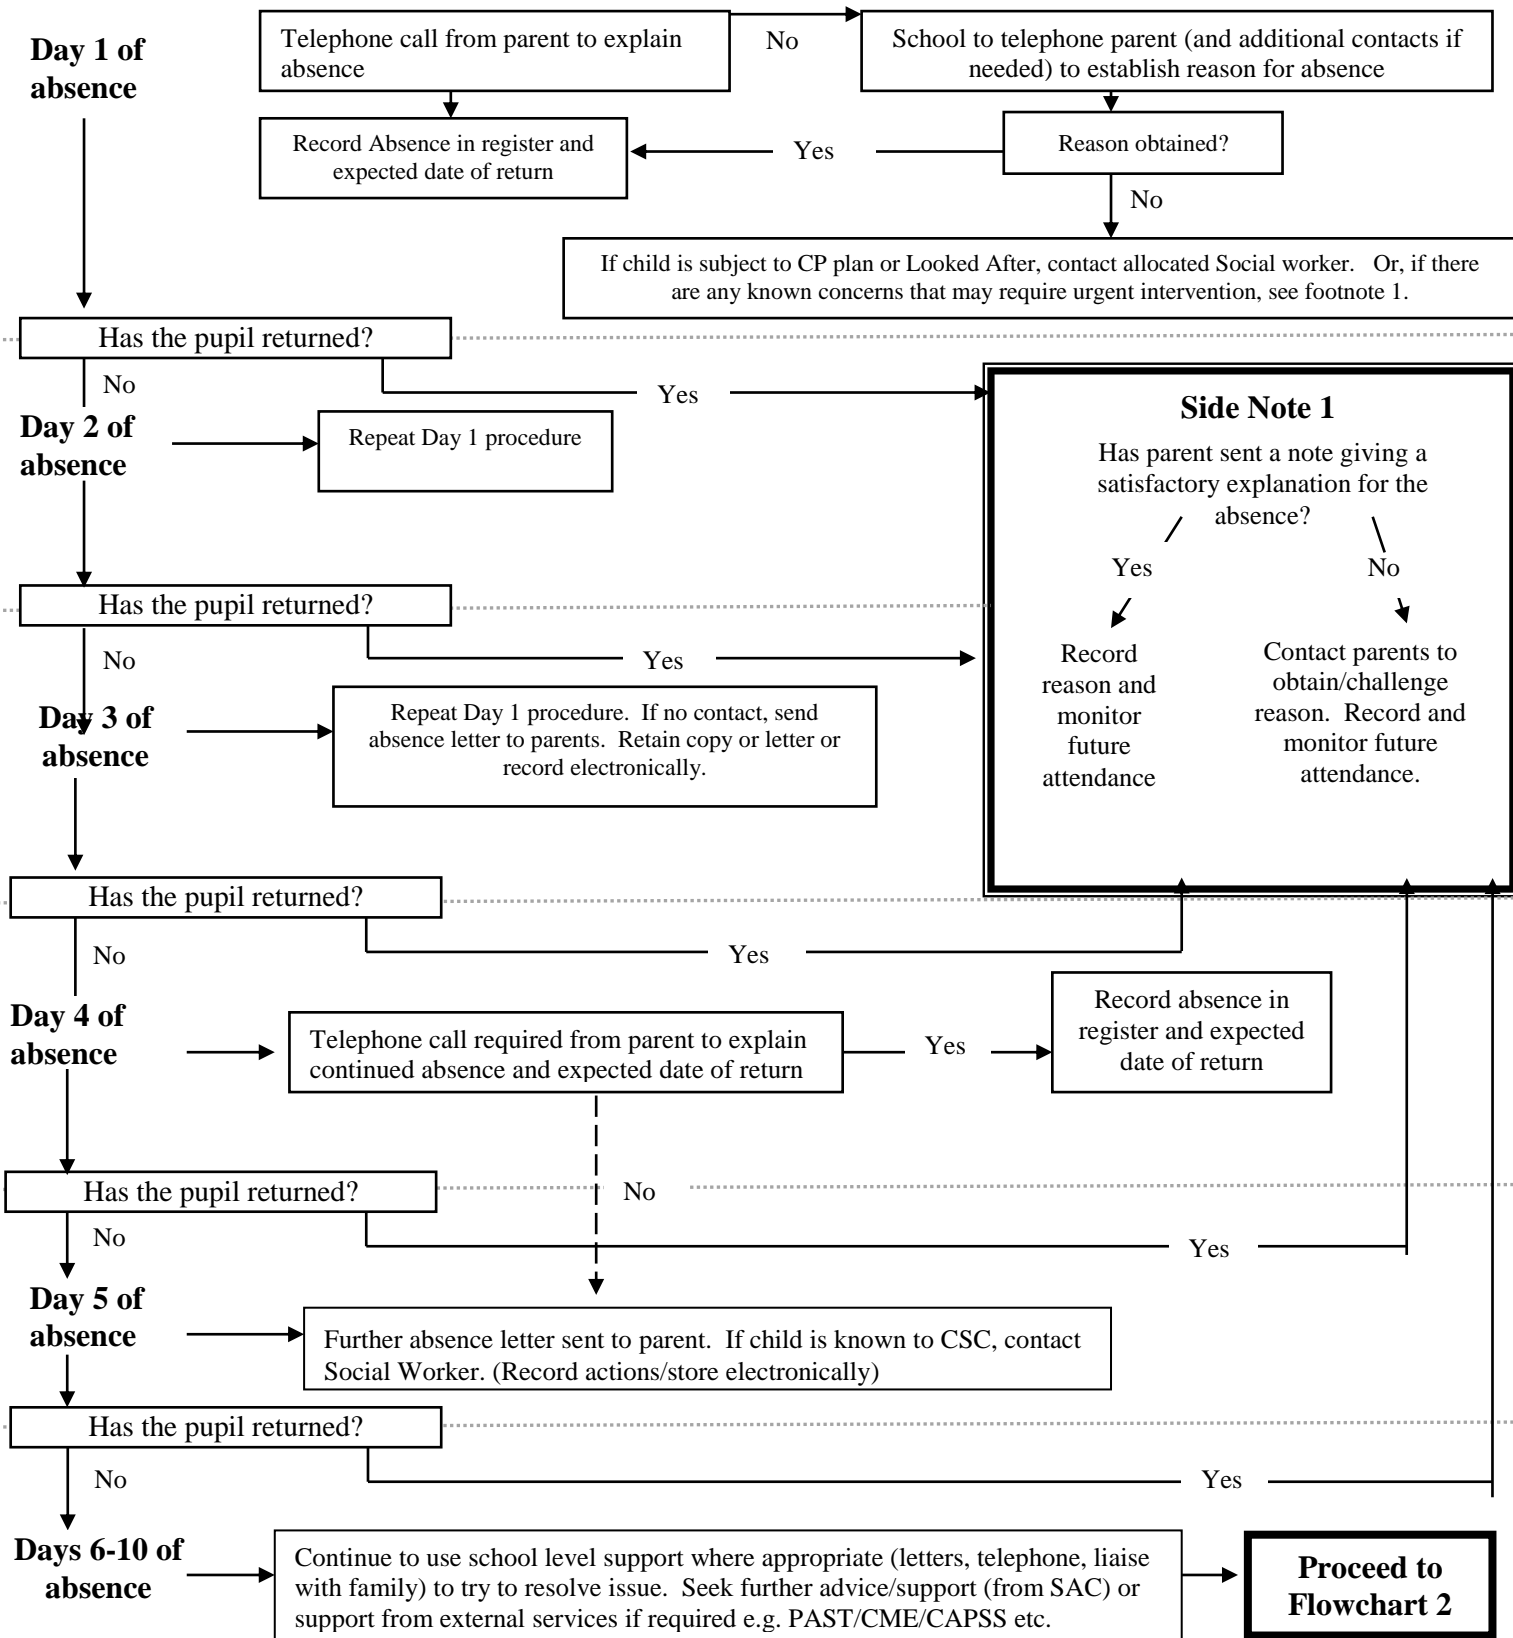 Day 1 of
absence
Telephone call from parent to explain
absence
No
School to telephone parent (and additional contacts if
needed) to establish reason for absence
Record Absence in register and
expected date of return
Yes
Reason obtained?
No
If child is subject to CP plan or Looked After, contact allocated Social worker. Or, if there
are any known concerns that may require urgent intervention, see footnote 1.
Has the pupil returned?
No
Yes
Day 2 of
absence
Repeat Day 1 procedure
Side Note 1
Has parent sent a note giving a
satisfactory explanation for the
absence?
Yes
No
Record
reason and
monitor
future
attendance
Contact parents to
obtain/challenge
reason. Record and
monitor future
attendance.
Has the pupil returned?
No
Yes
Day 3 of
absence
Repeat Day 1 procedure. If no contact, send
absence letter to parents. Retain copy or letter or
record electronically.
Has the pupil returned?
No
Yes
Day 4 of
absence
Telephone call required from parent to explain
continued absence and expected date of return
Yes
Record absence in
register and expected
date of return
Has the pupil returned?
No
No
Yes
Day 5 of
absence
Further absence letter sent to parent. If child is known to CSC, contact
Social Worker. (Record actions/store electronically)
Has the pupil returned?
No
Yes
Days 6-10 of
absence
Continue to use school level support where appropriate (letters, telephone, liaise
with family) to try to resolve issue. Seek further advice/support (from SAC) or
support from external services if required e.g. PAST/CME/CAPSS etc.
Proceed to
Flowchart 2